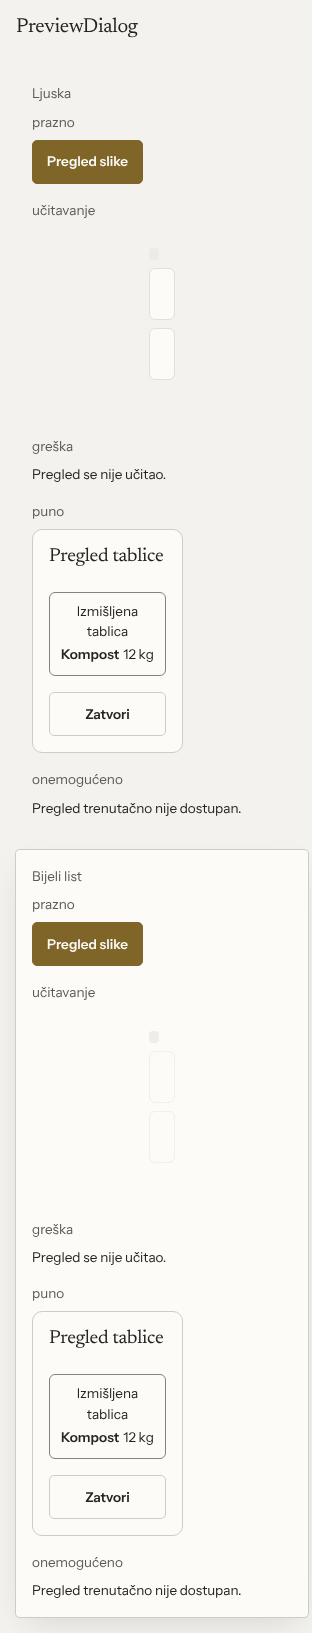 PreviewDialog
Ljuska
prazno
Pregled slike
učitavanje
greška
Pregled se nije učitao.
puno
Pregled tablice
Izmišljena
tablica
Kompost 12 kg
Zatvori
onemogućeno
Pregled trenutačno nije dostupan.
Bijeli list
prazno
Pregled slike
učitavanje
greška
Pregled se nije učitao.
puno
Pregled tablice
Izmišljena
tablica
Kompost 12 kg
Zatvori
onemogućeno
Pregled trenutačno nije dostupan.